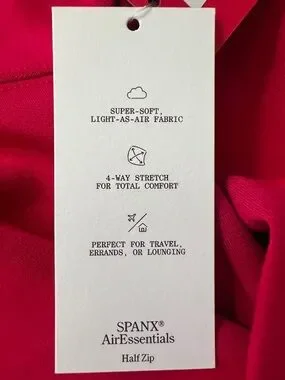 SUPER-SOFT,
LIGHT-AS-AIR FABRIC
4-WAY STRETCH
FOR TOTAL COMFORT
PERFECT FOR TRAVEL,
ERRANDS, OR LOUNGING
SPANX®
AirEssentials
Half Zip